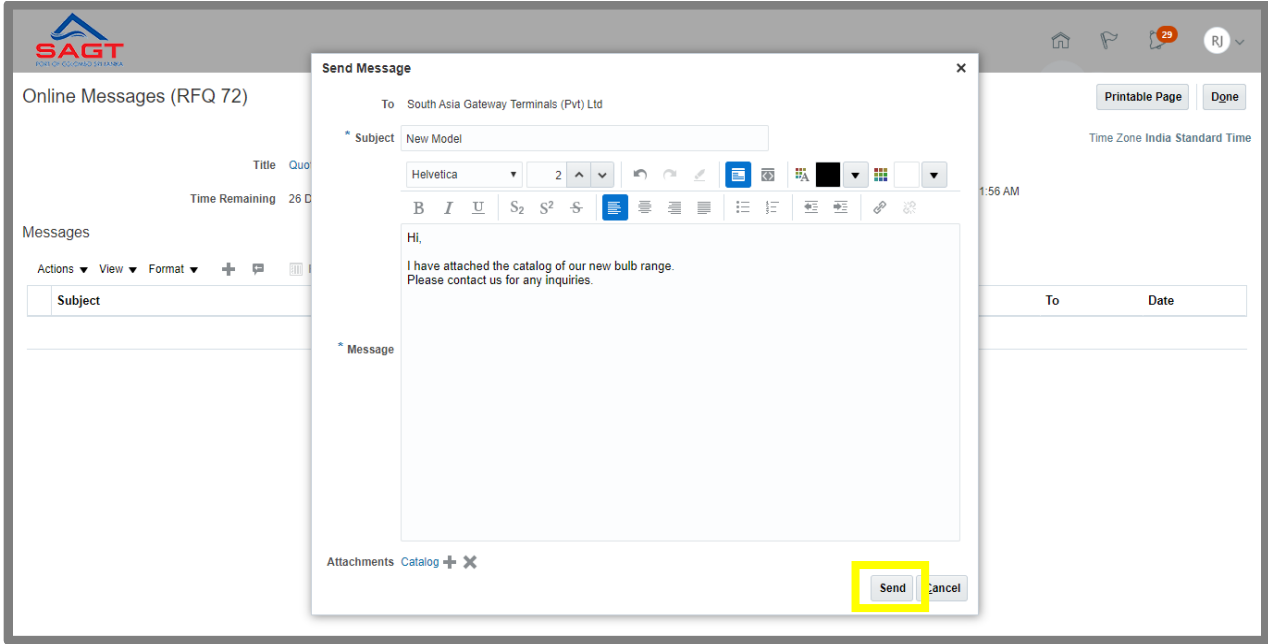 SAGT
PORT OF COLOMBO SRI LANKA
29
RJ
Send Message
To South Asia Gateway Terminals (Pvt) Ltd
* Subject New Model
Helvetica 2
B I U S2 S2 S
Hi,
I have attached the catalog of our new bulb range.
Please contact us for any inquiries.
* Message
Attachments Catalog
Send Cancel
Online Messages (RFQ 72)
Printable Page Done
Time Zone India Standard Time
Title Quo
Time Remaining 26 D
1:56 AM
Messages
Actions View Format
Subject To Date